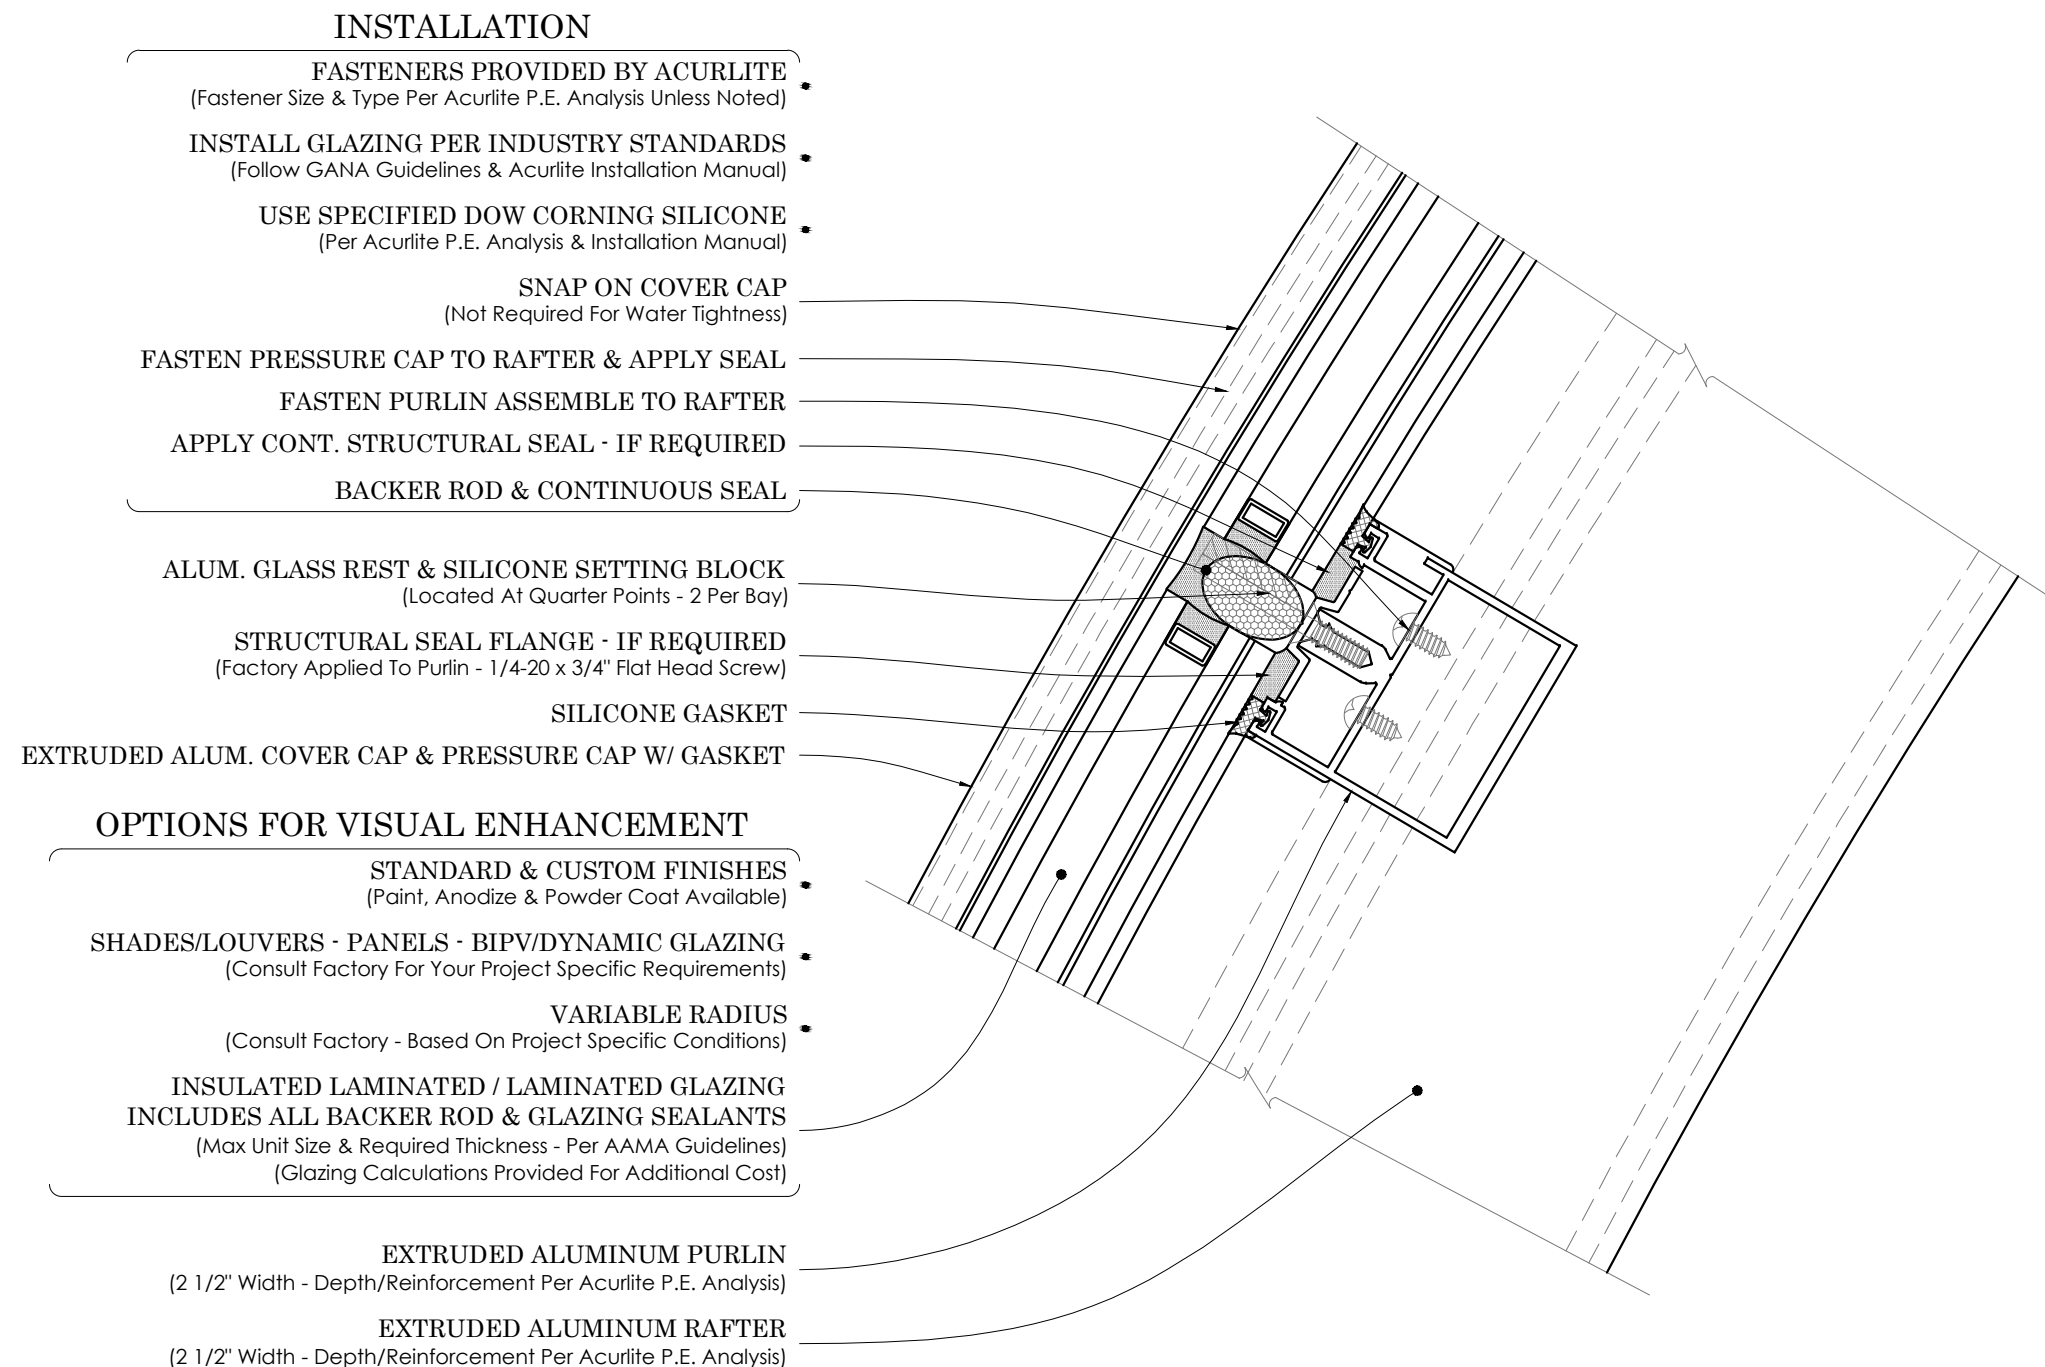 INSTALLATION
FASTENERS PROVIDED BY ACURLITE
(Fastener Size & Type Per Acurlite P.E. Analysis Unless Noted)
INSTALL GLAZING PER INDUSTRY STANDARDS
(Follow GANA Guidelines & Acurlite Installation Manual)
USE SPECIFIED DOW CORNING SILICONE
(Per Acurlite P.E. Analysis & Installation Manual)
SNAP ON COVER CAP
(Not Required For Water Tightness)
FASTEN PRESSURE CAP TO RAFTER & APPLY SEAL
FASTEN PURLIN ASSEMBLE TO RAFTER
APPLY CONT. STRUCTURAL SEAL - IF REQUIRED
BACKER ROD & CONTINUOUS SEAL
ALUM. GLASS REST & SILICONE SETTING BLOCK
(Located At Quarter Points - 2 Per Bay)
STRUCTURAL SEAL FLANGE - IF REQUIRED
(Factory Applied To Purlin - 1/4-20 x 3/4" Flat Head Screw)
SILICONE GASKET
EXTRUDED ALUM. COVER CAP & PRESSURE CAP W/ GASKET
OPTIONS FOR VISUAL ENHANCEMENT
STANDARD & CUSTOM FINISHES
(Paint, Anodize & Powder Coat Available)
SHADES/LOUVERS - PANELS - BIPV/DYNAMIC GLAZING
(Consult Factory For Your Project Specific Requirements)
VARIABLE RADIUS
(Consult Factory - Based On Project Specific Conditions)
INSULATED LAMINATED / LAMINATED GLAZING
INCLUDES ALL BACKER ROD & GLAZING SEALANTS
(Max Unit Size & Required Thickness - Per AAMA Guidelines)
(Glazing Calculations Provided For Additional Cost)
EXTRUDED ALUMINUM PURLIN
(2 1/2" Width - Depth/Reinforcement Per Acurlite P.E. Analysis)
EXTRUDED ALUMINUM RAFTER
(2 1/2" Width - Depth/Reinforcement Per Acurlite P.E. Analysis)